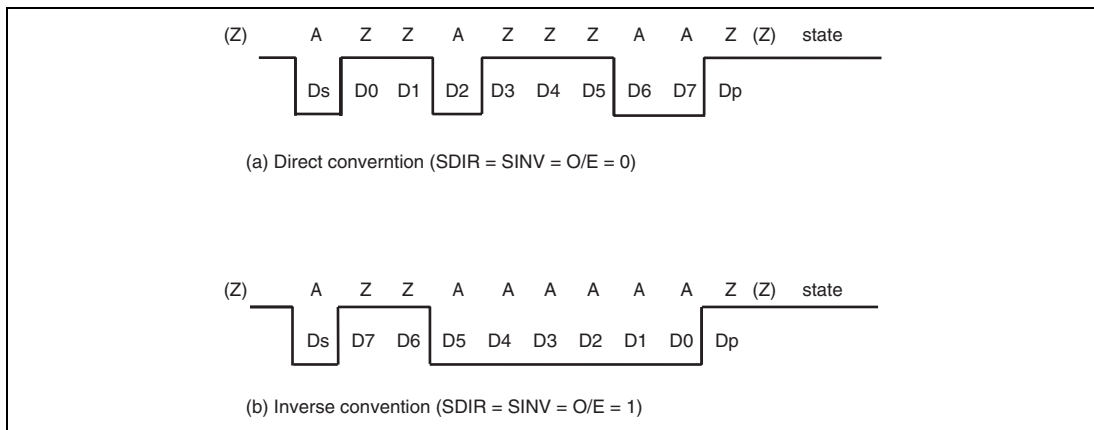 (Z) A Z Z A Z Z Z A A Z (Z) state
Ds D0 D1 D2 D3 D4 D5 D6 D7 Dp
(a) Direct converntion (SDIR = SINV = O/E = 0)
(Z) A Z Z A A A A A A Z (Z) state
Ds D7 D6 D5 D4 D3 D2 D1 D0 Dp
(b) Inverse convention (SDIR = SINV = O/E = 1)